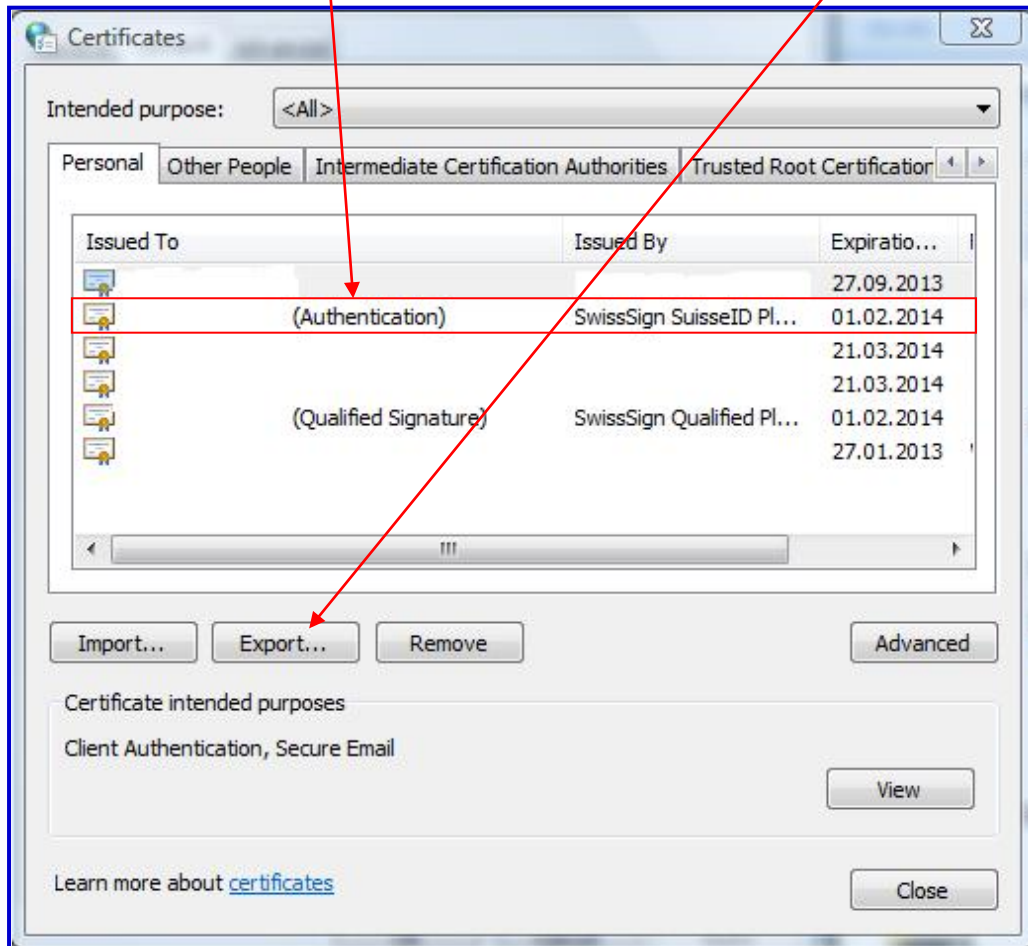 Certificates
Intended purpose: <All>
Personal Other People Intermediate Certification Authorities Trusted Root Certification
Issued To Issued By Expiratio...
27.09.2013
(Authentication) SwissSign SuisseID Pl... 01.02.2014
21.03.2014
21.03.2014
(Qualified Signature) SwissSign Qualified Pl... 01.02.2014
27.01.2013
Import... Export... Remove Advanced
Certificate intended purposes
Client Authentication, Secure Email
View
Learn more about certificates
Close